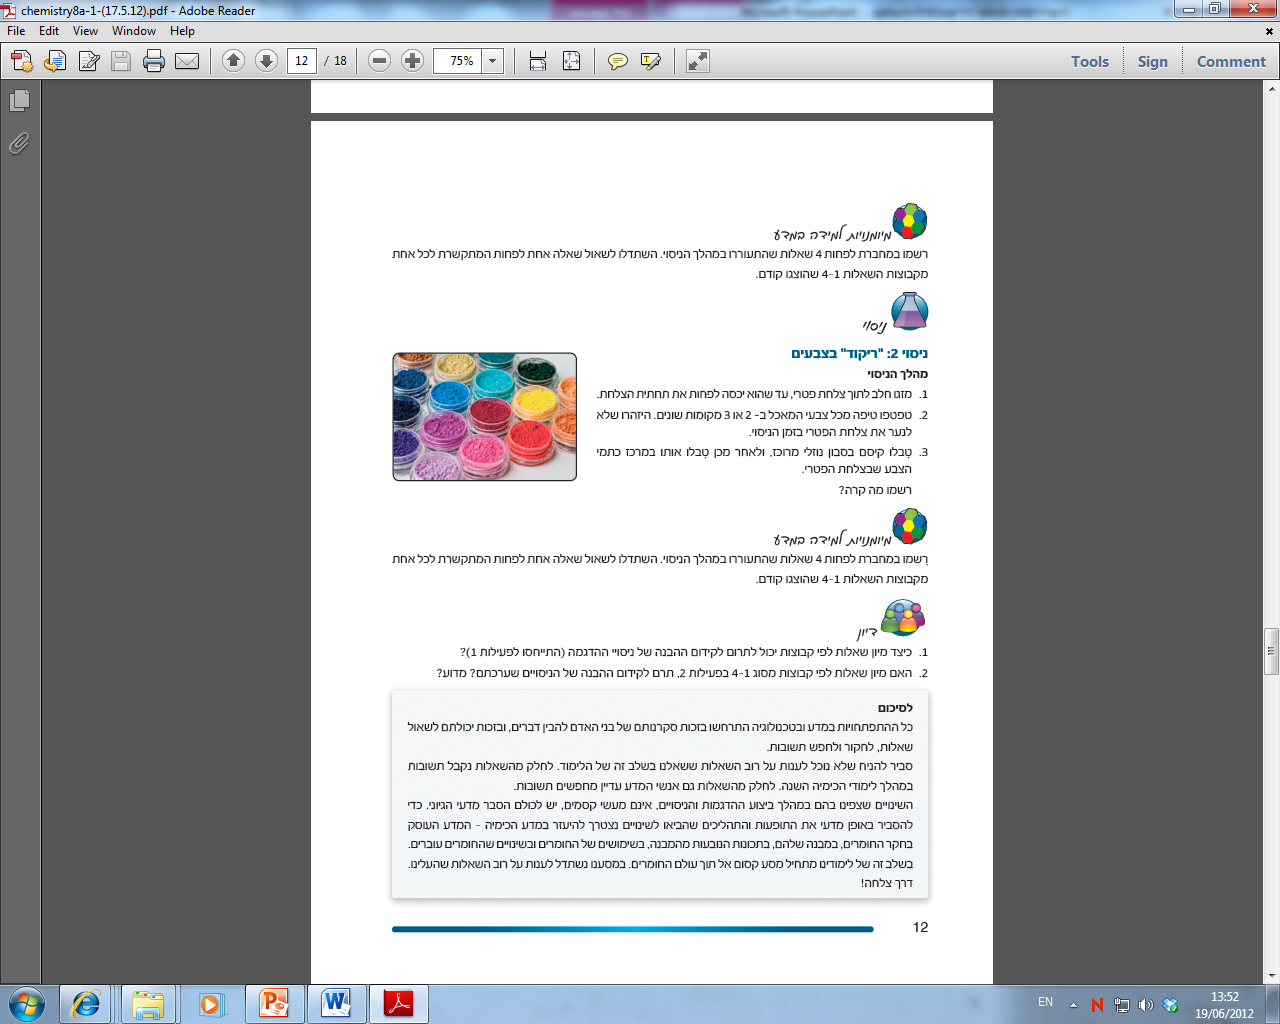 chemistry8a-1-(17.5.12).pdf - Adobe Reader
File Edit View Window Help
12 / 18 75% Tools Sign Comment
מיומנויות למידה במדע
רשמו במחברת לפחות 4 שאלות שהתעוררו במהלך הניסוי. השתדלו לשאול שאלה אחת לפחות המתקשרת לכל אחת
מקבוצות השאלות 4-1 שהוצגו קודם.
ניסוי
ניסוי 2: "ריקוד" בצבעים
מהלך הניסוי
1. מזגו חלב לתוך צלחת פטרי, עד שהוא יכסה לפחות את תחתית הצלחת.
2. טפטפו טיפה מכל צבעי המאכל ב- 2 או 3 מקומות שונים. היזהרו שלא
לנער את צלחת הפטרי בזמן הניסוי.
3. טָבלו קיסם בסבון נוזלי מרוכז, ולאחר מכן טָבלו אותו במרכז כתמי
הצבע שבצלחת הפטרי.
רשמו מה קרה?
מיומנויות למידה במדע
רָשמו במחברת לפחות 4 שאלות שהתעוררו במהלך הניסוי. השתדלו לשאול שאלה אחת לפחות המתקשרת לכל אחת
מקבוצות השאלות 4-1 שהוצגו קודם.
דיון
1. כיצד מיון שאלות לפי קבוצות יכול לתרום לקידום ההבנה של ניסויי ההדגמה (התייחסו לפעילות 1)?
2. האם מיון שאלות לפי קבוצות מסוג 4-1 בפעילות 2, תרם לקידום ההבנה של הניסויים שערכתם? מדוע?
לסיכום
כל ההתפתחויות במדע ובטכנולוגיה התרחשו בזכות סקרנותם של בני האדם להבין דברים, ובזכות יכולתם לשאול
שאלות, לחקור ולחפש תשובות.
סביר להניח שלא נוכל לענות על רוב השאלות ששאלנו בשלב זה של הלימוד. לחלק מהשאלות נקבל תשובות
במהלך לימודי הכימיה השנה. לחלק מהשאלות גם אנשי המדע עדיין מחפשים תשובות.
השינויים שצפינו בהם במהלך ביצוע ההדגמות והניסויים, אינם מעשי קסמים, יש לכולם הסבר מדעי הגיוני. כדי
להסביר באופן מדעי את התופעות והתהליכים שהביאו לשינויים נצטרך להיעזר במדע הכימיה - המדע העוסק
בחקר החומרים, במבנה שלהם, בתכונות הנובעות מהמבנה, בשימושים של החומרים ובשינויים שהחומרים עוברים.
בשלב זה של לימודינו מתחיל מסע קסום אל תוך עולם החומרים. במסענו נשתדל לענות על רוב השאלות שהעלינו.
דרך צלחה!
12
EN 13:52
19/06/2012